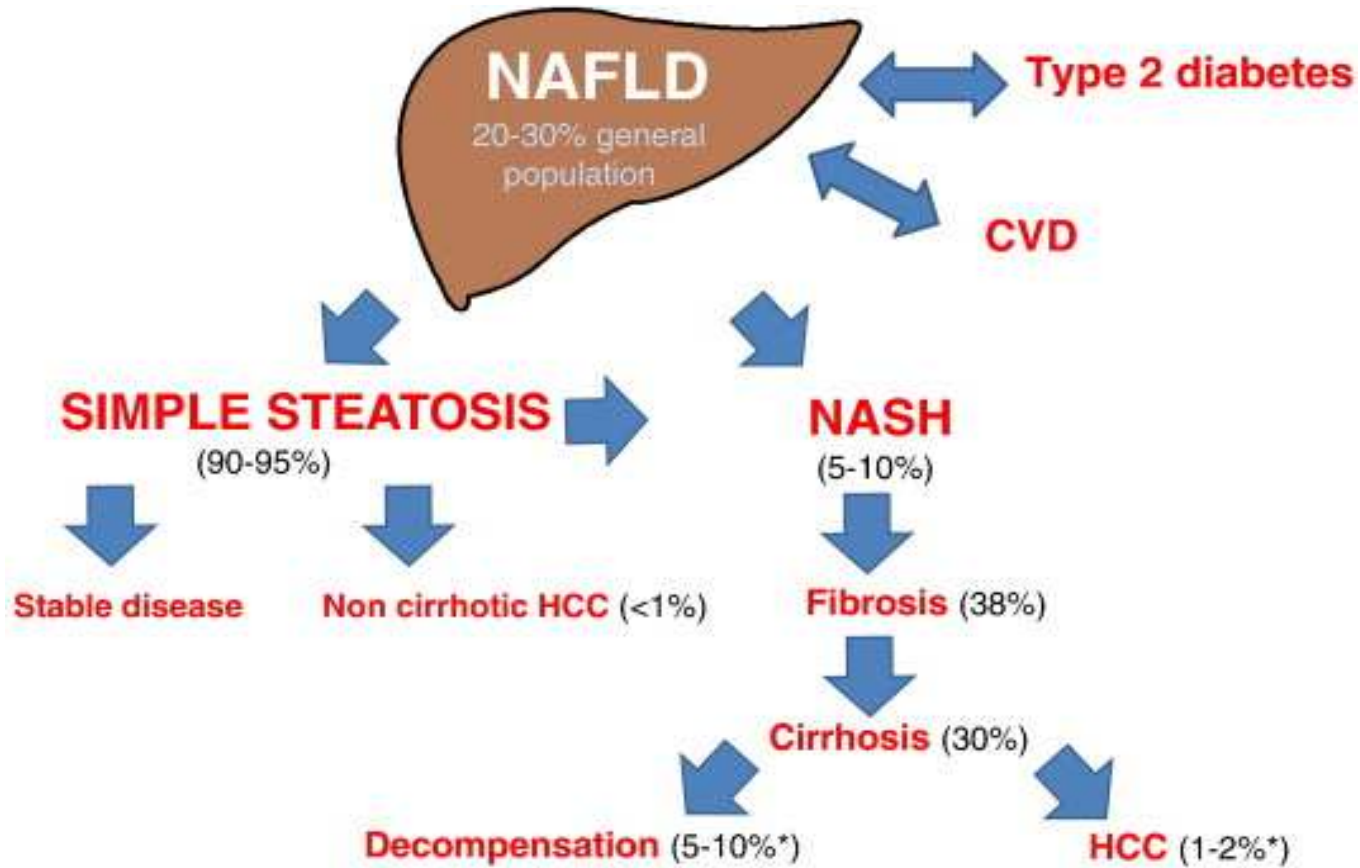 NAFLD
20-30% general
population
Type 2 diabetes
CVD
SIMPLE STEATOSIS
(90-95%)
NASH
(5-10%)
Stable disease
Non cirrhotic HCC (<1%)
Fibrosis (38%)
Cirrhosis (30%)
Decompensation (5-10%*)
HCC (1-2%*)